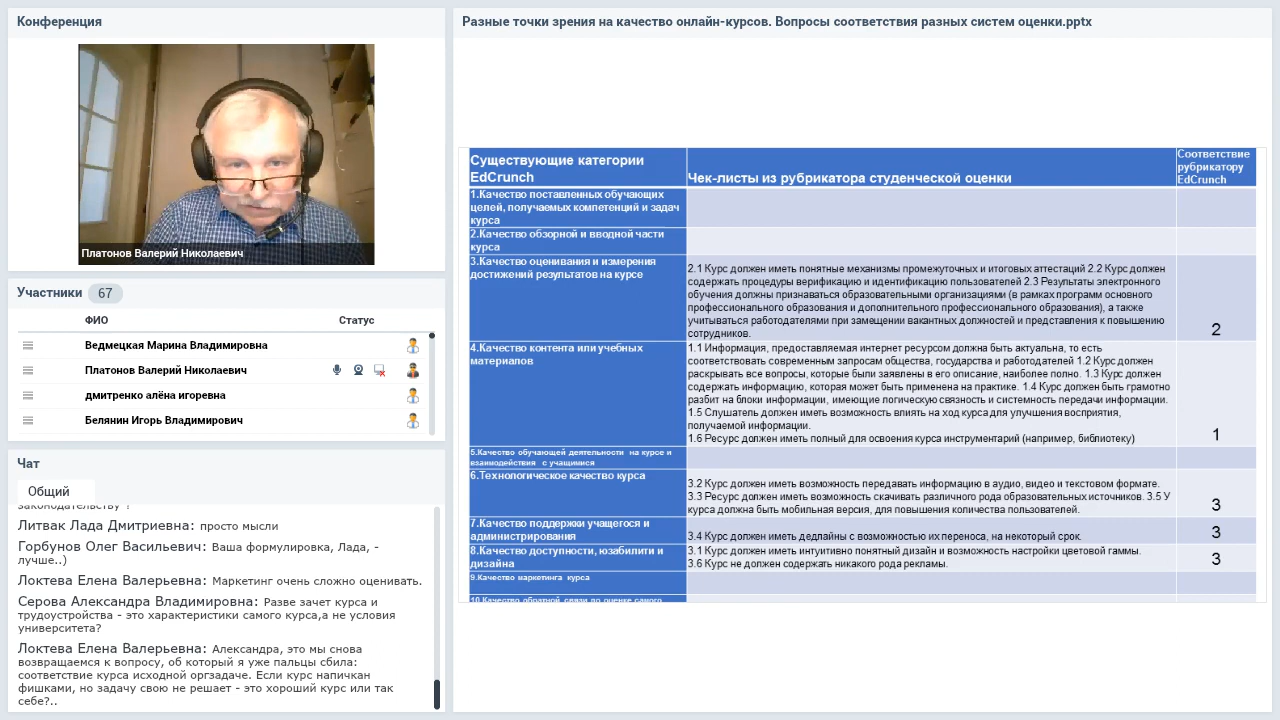 Конференция
Платонов Валерий Николаевич
Участники 67
ФИО Статус
Ведмецкая Марина Владимировна
Платонов Валерий Николаевич
дмитренко алёна игоревна
Белянин Игорь Владимирович
Чат
Общий
законодательству ?
Литвак Лада Дмитриевна: просто мысли
Горбунов Олег Васильевич: Ваша формулировка, Лада, -
лучше..)
Локтева Елена Валерьевна: Маркетинг очень сложно оценивать.
Серова Александра Владимировна: Разве зачет курса и
трудоустройства - это характеристики самого курса,а не условия
университета?
Локтева Елена Валерьевна: Александра, это мы снова
возвращаемся к вопросу, об который я уже пальцы сбила:
соответствие курса исходной оргзадаче. Если курс напичкан
фишками, но задачу свою не решает - это хороший курс или так
себе?..
Разные точки зрения на качество онлайн-курсов. Вопросы соответствия разных систем оценки.pptx
Существующие категории
EdCrunch
Чек-листы из рубрикатора студенческой оценки
Соответствие
рубрикатору
EdCrunch
1.Качество поставленных обучающих
целей, получаемых компетенций и задач
курса
2.Качество обзорной и вводной части
курса
3.Качество оценивания и измерения
достижений результатов на курсе
2.1 Курс должен иметь понятные механизмы промежуточных и итоговых аттестаций 2.2 Курс должен
содержать процедуры верификацию и идентификацию пользователей 2.3 Результаты электронного
обучения должны признаваться образовательными организациями (в рамках программ основного
профессионального образования и дополнительного профессионального образования), а также
учитываться работодателями при замещении вакантных должностей и представления к повышению
сотрудников.
2
4.Качество контента или учебных
материалов
1.1 Информация, предоставляемая интернет ресурсом должна быть актуальна, то есть
соответствовать современным запросам общества, государства и работодателей 1.2 Курс должен
раскрывать все вопросы, которые были заявлены в его описание, наиболее полно. 1.3 Курс должен
содержать информацию, которая может быть применена на практике. 1.4 Курс должен быть грамотно
разбит на блоки информации, имеющие логическую связность и системность передачи информации.
1.5 Слушатель должен иметь возможность влиять на ход курса для улучшения восприятия,
получаемой информации.
1.6 Ресурс должен иметь полный для освоения курса инструментарий (например, библиотеку)
1
5.Качество обучающей деятельности на курсе и
взаимодействия с учащимися
6.Технологическое качество курса
3.2 Курс должен иметь возможность передавать информацию в аудио, видео и текстовом формате.
3.3 Ресурс должен иметь возможность скачивать различного рода образовательных источников. 3.5 У
курса должна быть мобильная версия, для повышения количества пользователей.
3
7.Качество поддержки учащегося и
администрирования
3.4 Курс должен иметь дедлайны с возможностью их переноса, на некоторый срок.
3
8.Качество доступности, юзабилити и
дизайна
3.1 Курс должен иметь интуитивно понятный дизайн и возможность настройки цветовой гаммы.
3.6 Курс не должен содержать никакого рода рекламы.
3
9.Качество маркетинга курса
10.Качество обратной связи по оценке самого